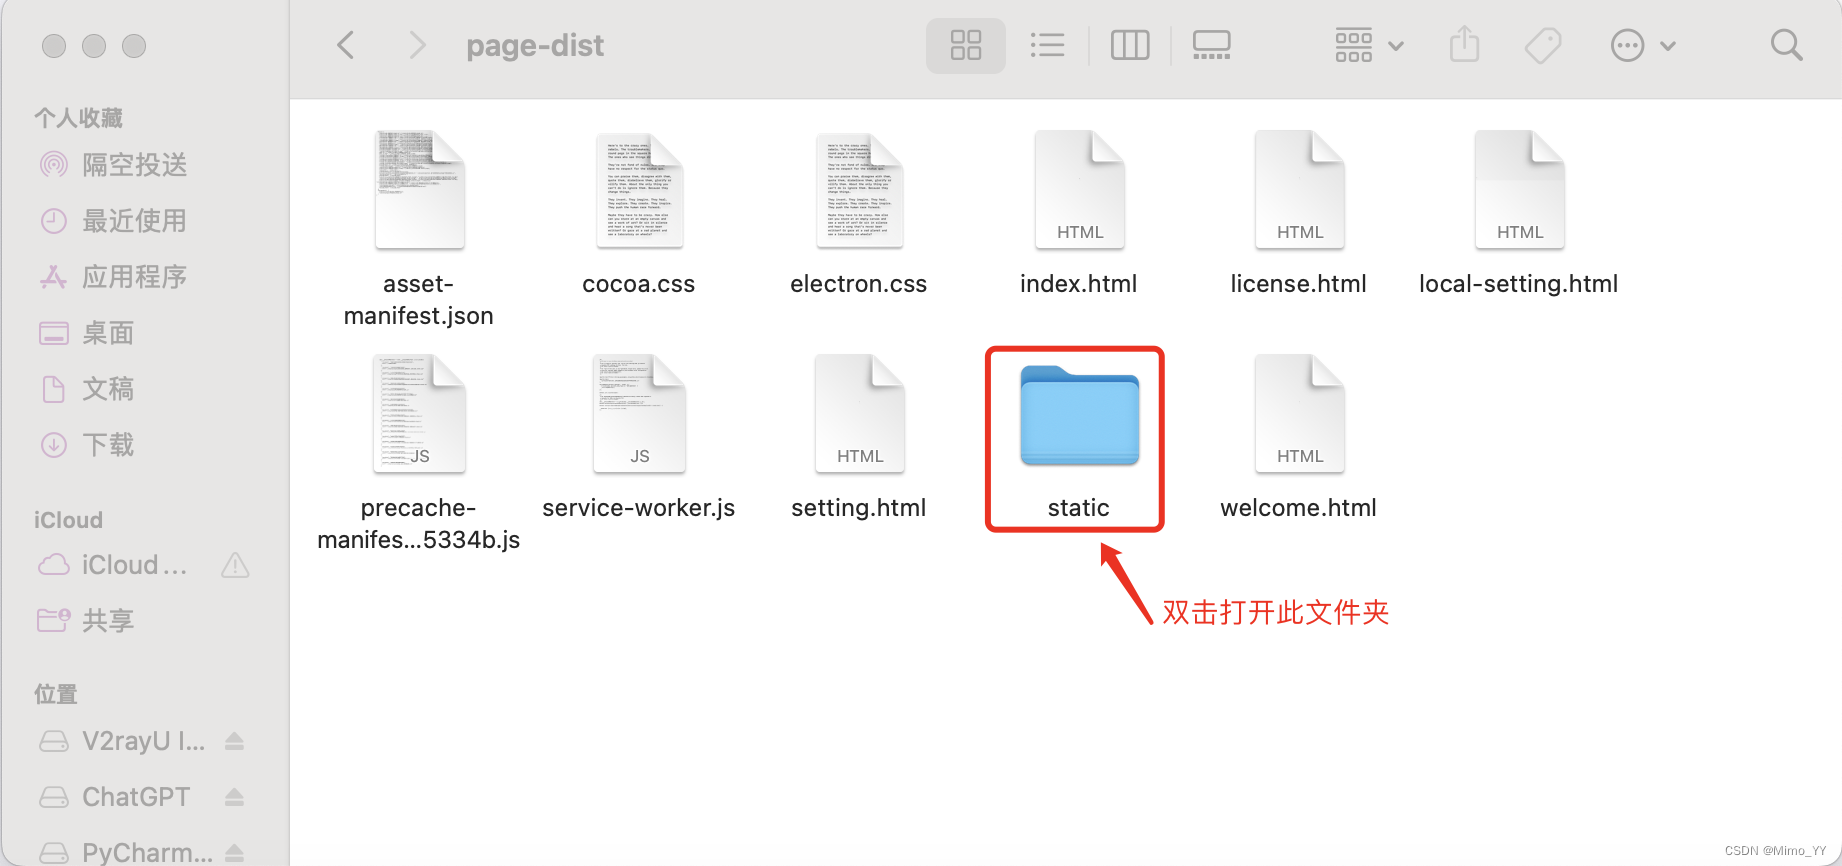 page-dist
个人收藏
隔空投送
最近使用
应用程序
桌面
文稿
下载
iCloud
iCloud...
共享
位置
V2rayU I...
ChatGPT
PyCharm...
HTML
HTML
HTML
asset-
manifest.json
cocoa.css
electron.css
index.html
license.html
local-setting.html
JS
JS
HTML
HTML
precache-
manifes...5334b.js
service-worker.js
setting.html
static
welcome.html
双击打开此文件夹
CSDN @Mimo_YY